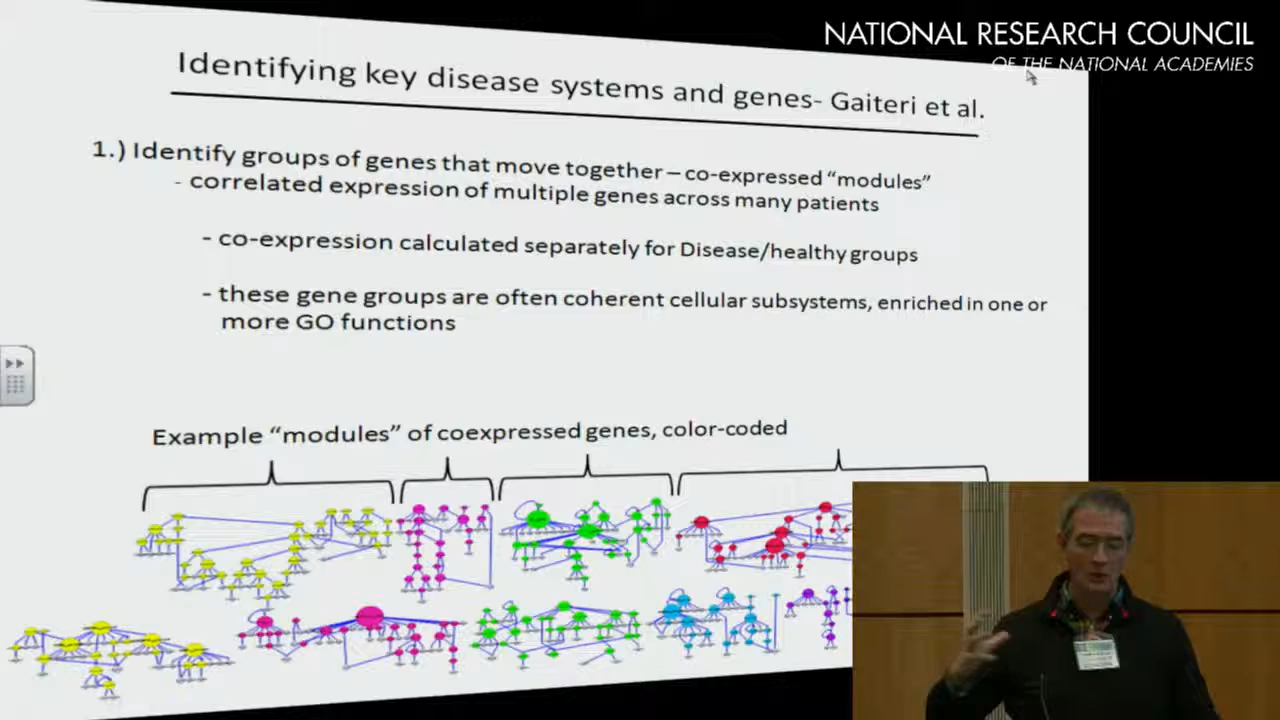 NATIONAL RESEARCH COUNCIL
OF THE NATIONAL ACADEMIES
Identifying key disease systems and genes- Gaiteri et al.
1.) Identify groups of genes that move together – co-expressed “modules”
- correlated expression of multiple genes across many patients
- co-expression calculated separately for Disease/healthy groups
- these gene groups are often coherent cellular subsystems, enriched in one or
more GO functions
Example “modules” of coexpressed genes, color-coded